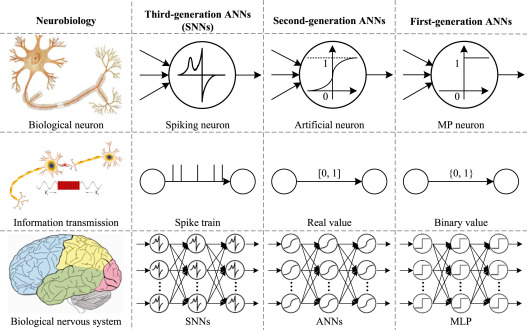 Neurobiology
Third-generation ANNs
(SNNs)
Second-generation ANNs
First-generation ANNs
1
0
1
0
Biological neuron
Spiking neuron
Artificial neuron
MP neuron
[0, 1]
{0, 1}
Information transmission
Spike train
Real value
Binary value
Biological nervous system
SNNs
ANNs
MLP